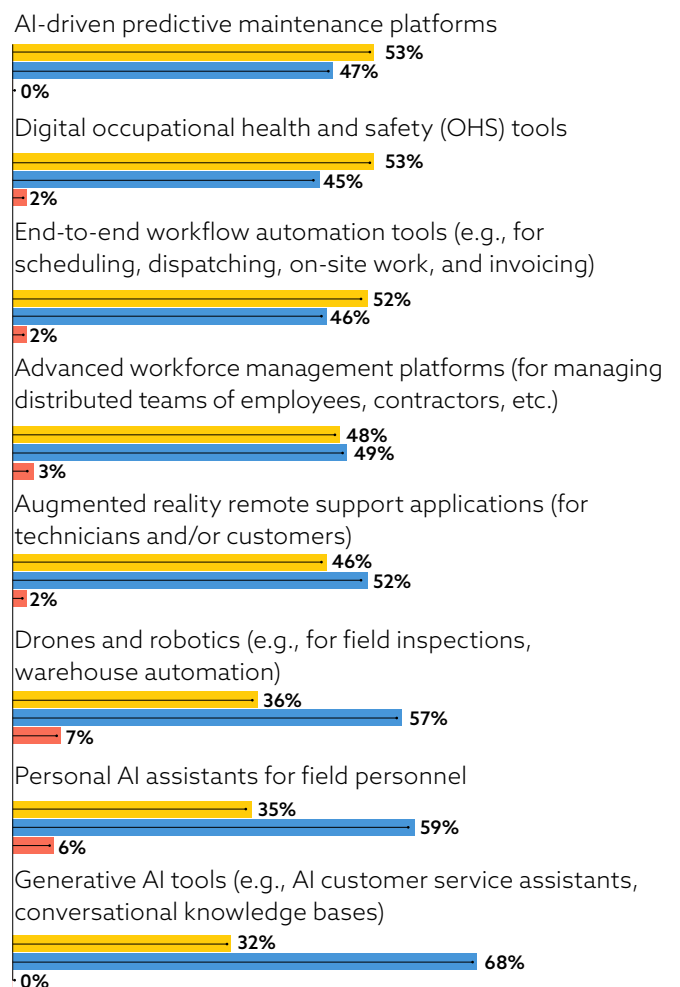 AI-driven predictive maintenance platforms
53%
47%
0%
Digital occupational health and safety (OHS) tools
53%
45%
2%
End-to-end workflow automation tools (e.g., for
scheduling, dispatching, on-site work, and invoicing)
52%
46%
2%
Advanced workforce management platforms (for managing
distributed teams of employees, contractors, etc.)
48%
49%
3%
Augmented reality remote support applications (for
technicians and/or customers)
46%
52%
2%
Drones and robotics (e.g., for field inspections,
warehouse automation)
36%
57%
7%
Personal AI assistants for field personnel
35%
59%
6%
Generative AI tools (e.g., AI customer service assistants,
conversational knowledge bases)
32%
68%
0%